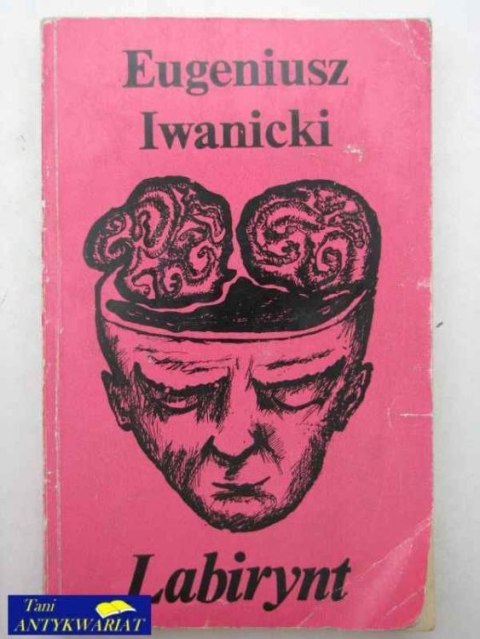 Eugeniusz
Iwanicki
Labirynt
Tani
ANTYKWARIAT